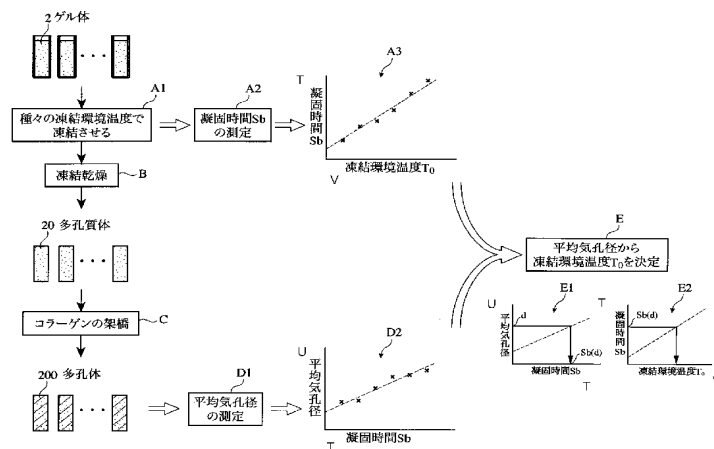 2 ゲル体
A1
種々の凍結環境温度で
凍結させる
A2
凝固時間Sb
の測定
A3
T
凝固時間Sb
凍結環境温度T₀
V
凍結乾燥
B
20 多孔質体
コラーゲンの架橋
C
200 多孔体
D1
平均気孔径
の測定
D2
U
平均気孔径
凝固時間Sb
T
E
平均気孔径から
凍結環境温度T₀を決定
E1
U
d
平均気孔径
Sb(d)
凝固時間Sb
T
E2
T
Sb(d)
凝固時間Sb
凍結環境温度T₀